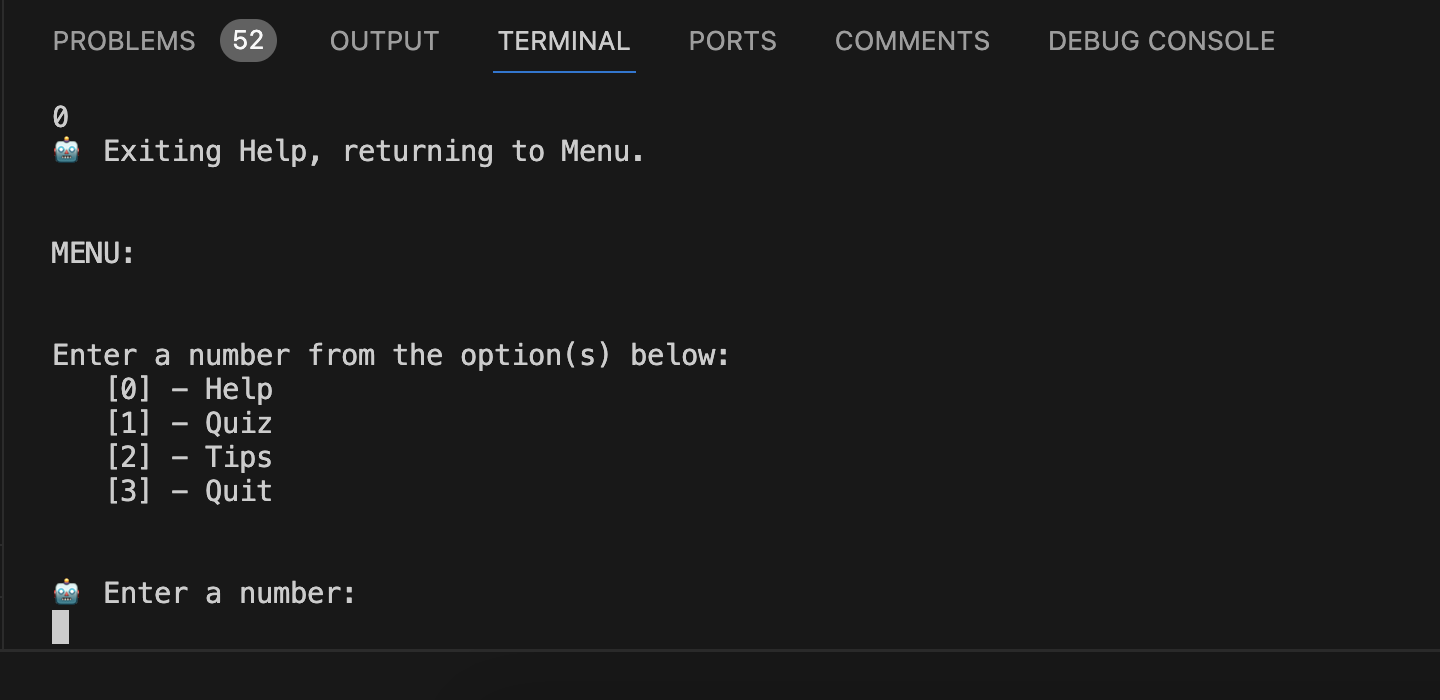 PROBLEMS 52 OUTPUT TERMINAL PORTS COMMENTS DEBUG CONSOLE
0
🤖 Exiting Help, returning to Menu.
MENU:
Enter a number from the option(s) below:
[0] – Help
[1] – Quiz
[2] – Tips
[3] – Quit
🤖 Enter a number: